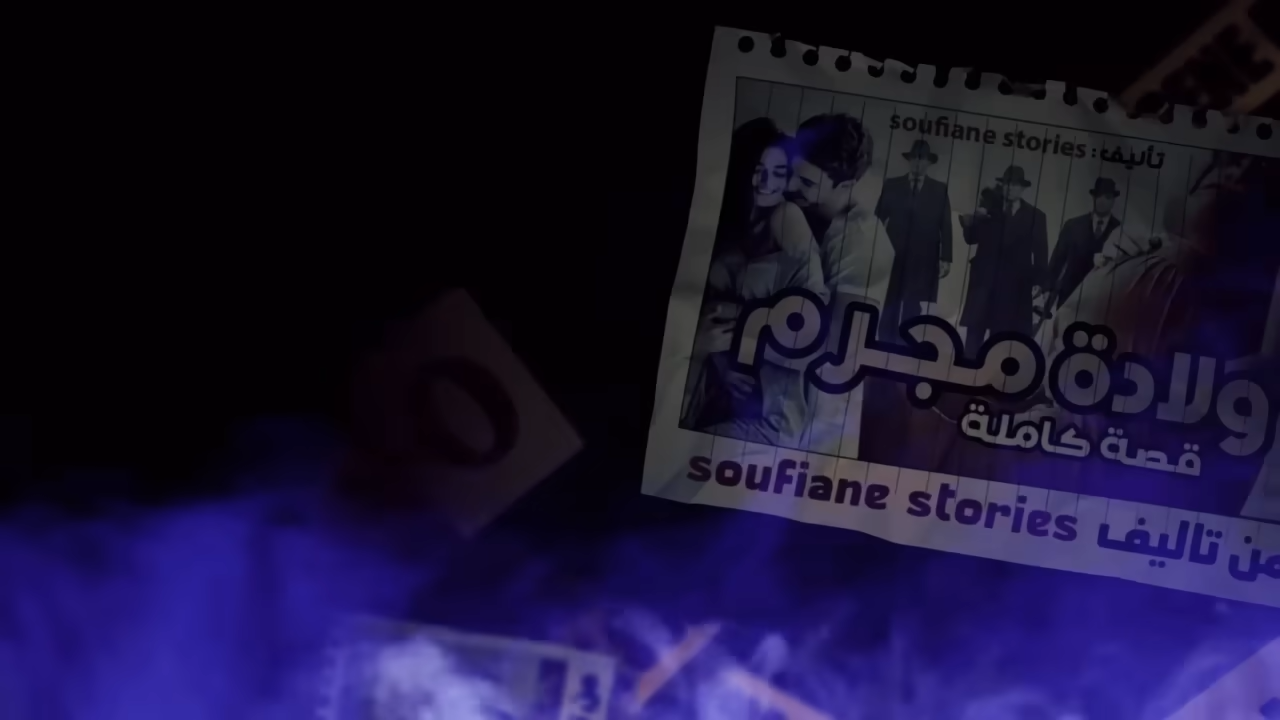 تأليف: soufiane stories
ولادة مجرم
قصة كاملة
من تاليف soufiane stories